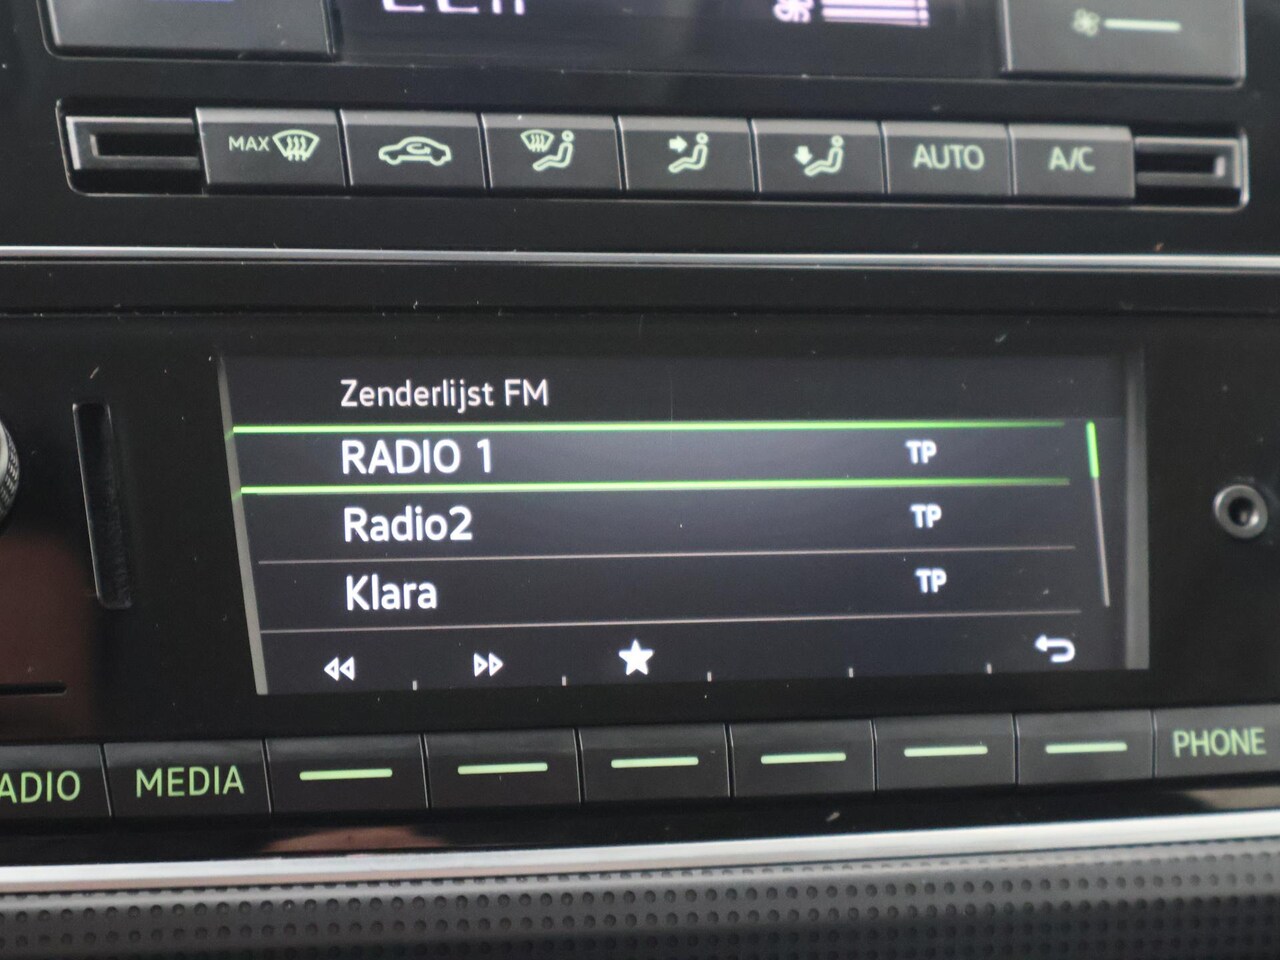 MAX
AUTO
A/C
Zenderlijst FM
RADIO 1 TP
Radio2 TP
Klara TP
ADIO
MEDIA
PHONE